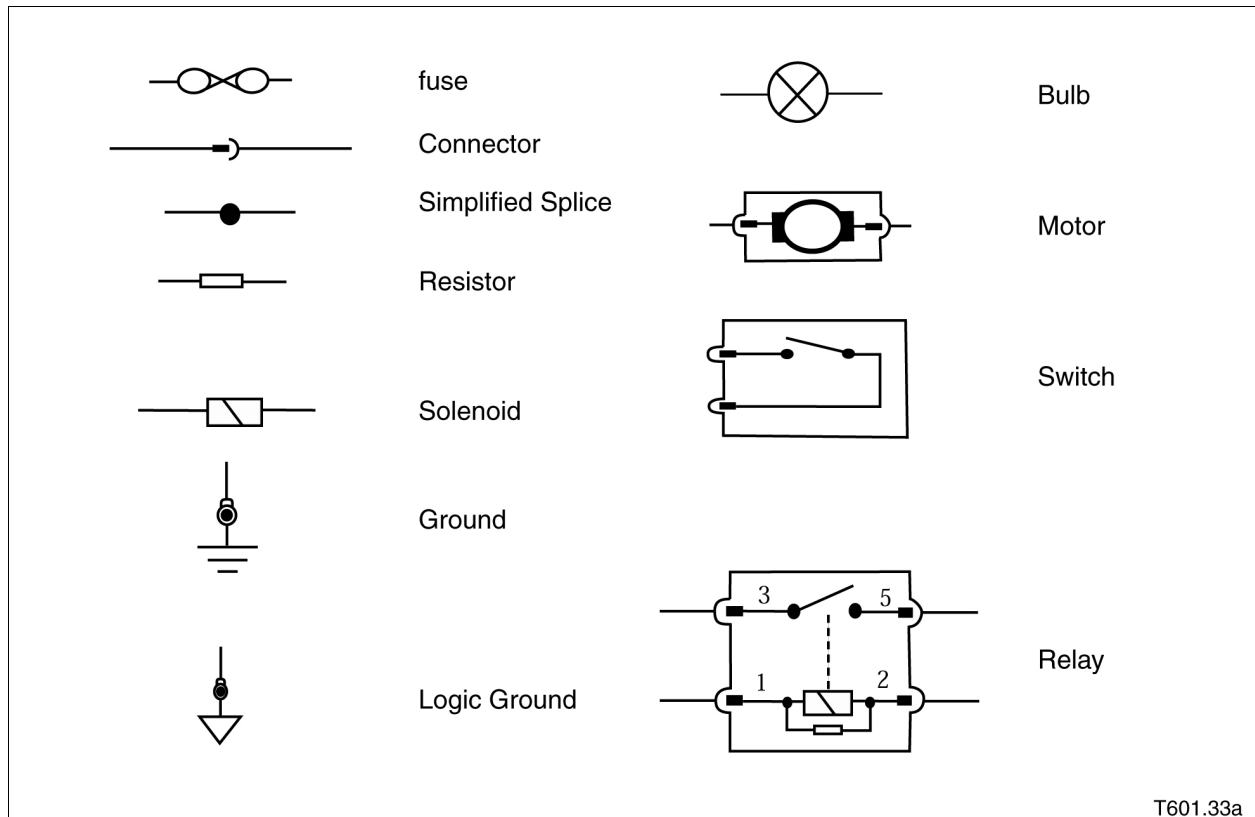 fuse
Connector
Simplified Splice
Resistor
Solenoid
Ground
Logic Ground
Bulb
Motor
Switch
3 5
1 2
Relay
T601.33a